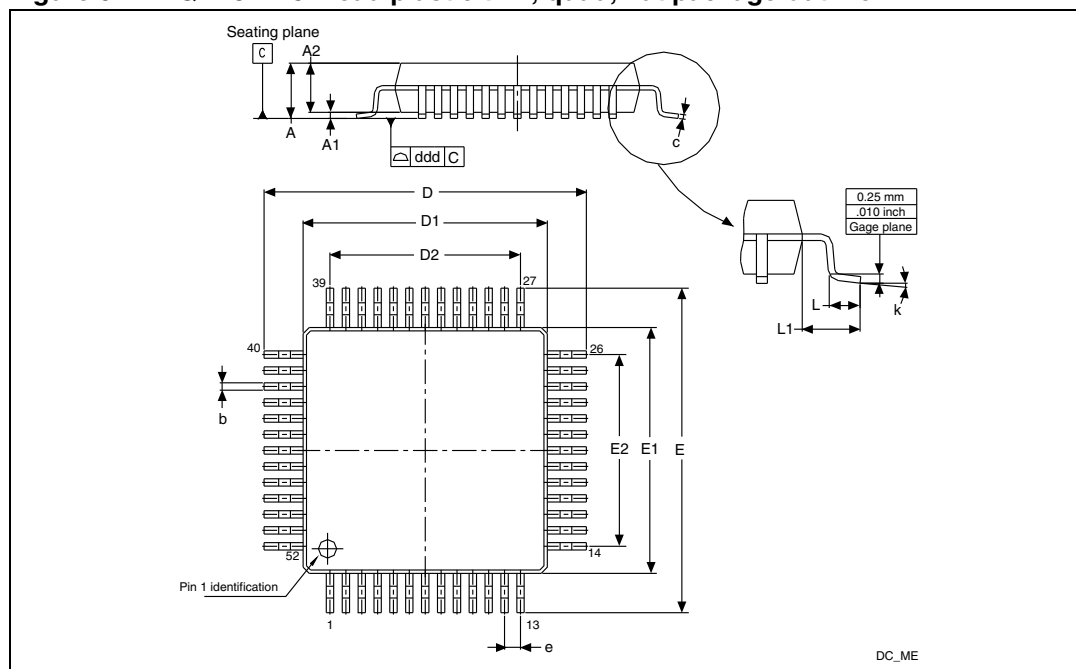 Seating plane
C
A2
A
A1
ddd C
c
D
D1
D2
0.25 mm
.010 inch
Gage plane
L
L1
k
39
27
40
26
b
E2
E1
E
52
14
Pin 1 identification
1
13
e
DC_ME